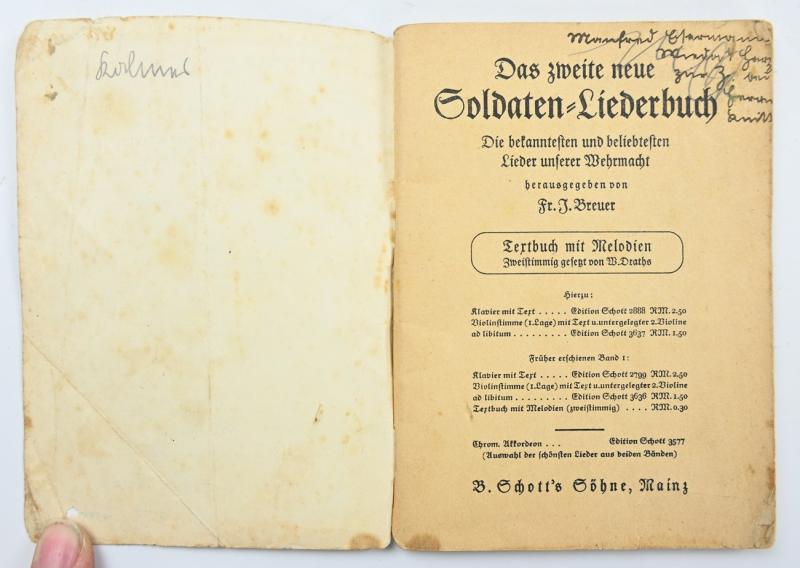 Manfred
Das zweite neue
Soldaten-Liederbuch
Die bekanntesten und beliebtesten
Lieder unserer Wehrmacht
herausgegeben von
Fr. J. Breuer
Textbuch mit Melodien
Zweistimmig gesetzt von W. Draths
Hierzu:
Klavier mit Text . . . . . Edition Schott 2888 RM. 2.50
Violinstimme (1. Lage) mit Text u. untergelegter 2. Violine
ad libitum . . . . . . . . . Edition Schott 3637 RM. 1.50
Früher erschienen Band 1:
Klavier mit Text . . . . . Edition Schott 2799 RM. 2.50
Violinstimme (1. Lage) mit Text u. untergelegter 2. Violine
ad libitum . . . . . . . . . Edition Schott 3636 RM. 1.50
Textbuch mit Melodien (zweistimmig) . . . . RM. 0.30
Chrom. Akkordeon . . . Edition Schott 3577
(Auswahl der schönsten Lieder aus beiden Bänden)
B. Schott's Söhne, Mainz